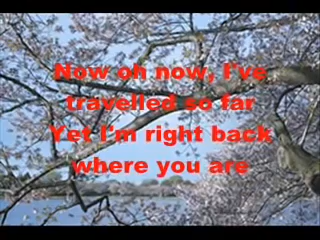 Now oh now, I've
travelled so far
Yet I'm right back
where you are